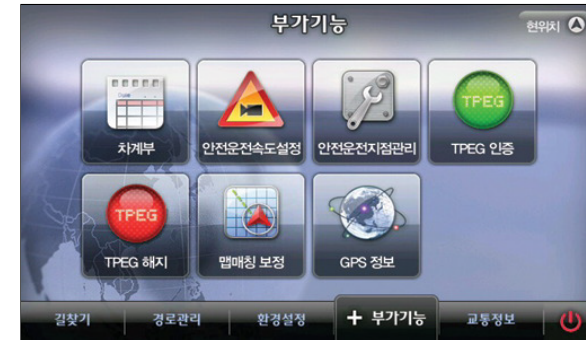 부가기능
현위치
차계부
안전운전속도설정
안전운전지점관리
TPEG
TPEG 인증
TPEG
TPEG 해지
맵매칭 보정
GPS 정보
길찾기
경로관리
환경설정
+ 부가기능
교통정보